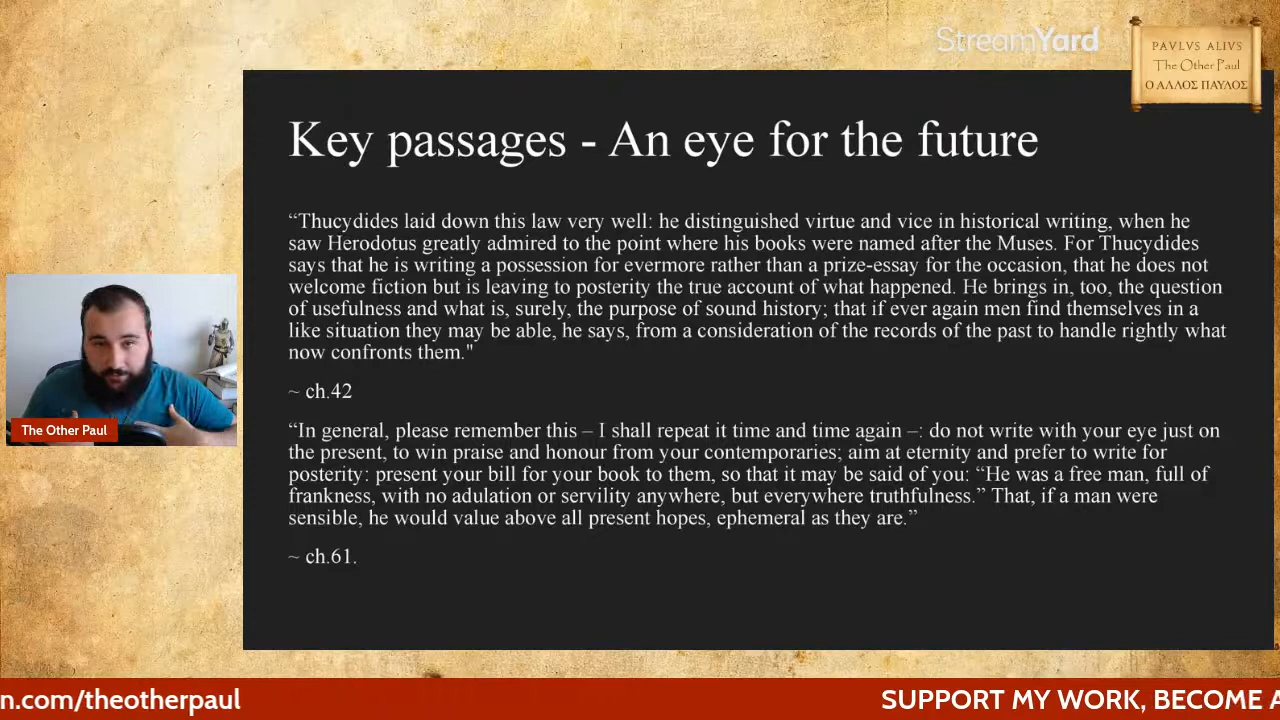 StreamYard
PAVLVS ALIVS
The Other Paul
Ο ΑΛΛΟΣ ΠΑΥΛΟΣ
Key passages - An eye for the future
“Thucydides laid down this law very well: he distinguished virtue and vice in historical writing, when he
saw Herodotus greatly admired to the point where his books were named after the Muses. For Thucydides
says that he is writing a possession for evermore rather than a prize-essay for the occasion, that he does not
welcome fiction but is leaving to posterity the true account of what happened. He brings in, too, the question
of usefulness and what is, surely, the purpose of sound history; that if ever again men find themselves in a
like situation they may be able, he says, from a consideration of the records of the past to handle rightly what
now confronts them."
~ ch.42
“In general, please remember this – I shall repeat it time and time again –: do not write with your eye just on
the present, to win praise and honour from your contemporaries; aim at eternity and prefer to write for
posterity: present your bill for your book to them, so that it may be said of you: “He was a free man, full of
frankness, with no adulation or servility anywhere, but everywhere truthfulness.” That, if a man were
sensible, he would value above all present hopes, ephemeral as they are.”
~ ch.61.
The Other Paul
n.com/theotherpaul
SUPPORT MY WORK, BECOME A